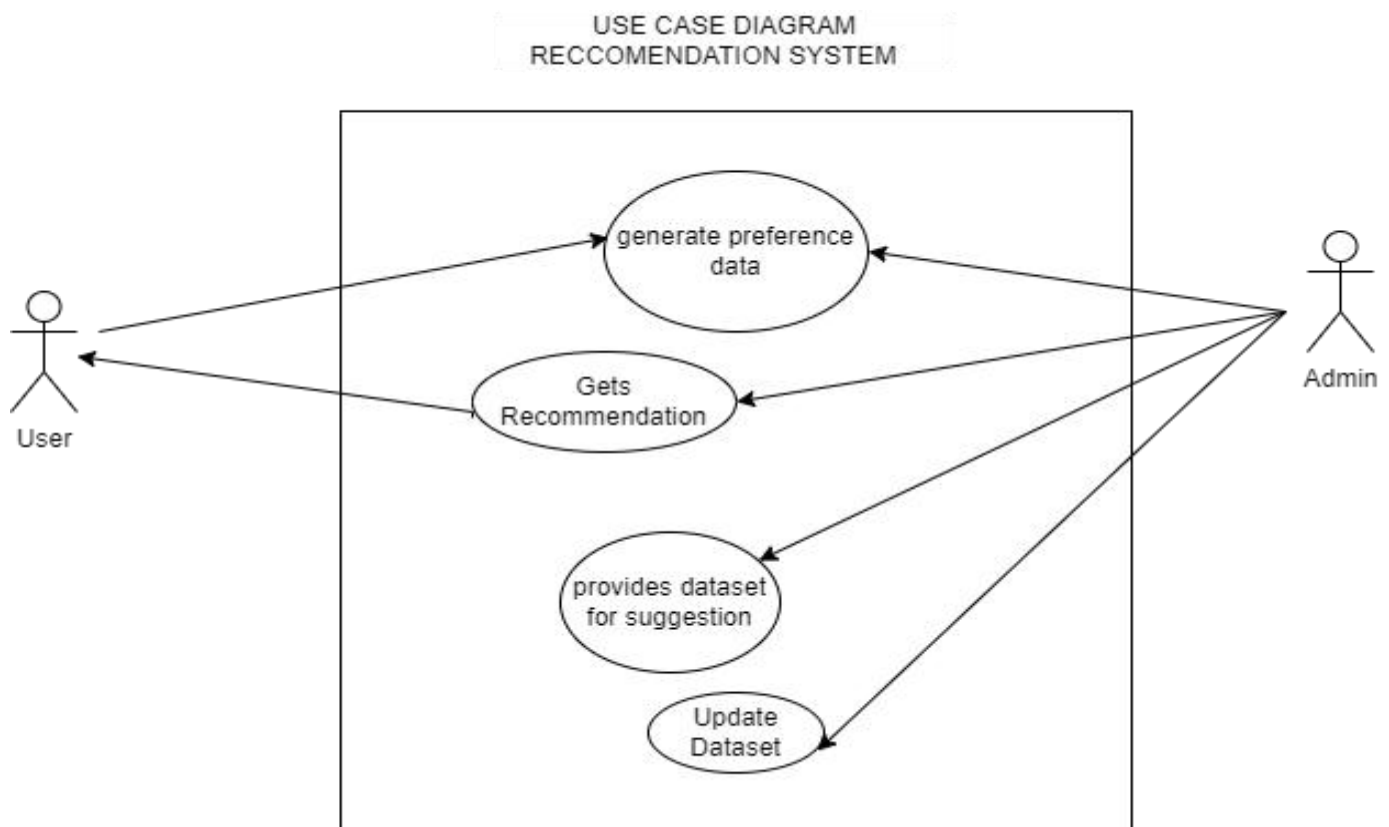 USE CASE DIAGRAM
RECCOMENDATION SYSTEM
generate preference
data
Gets
Recommendation
User
Admin
provides dataset
for suggestion
Update
Dataset